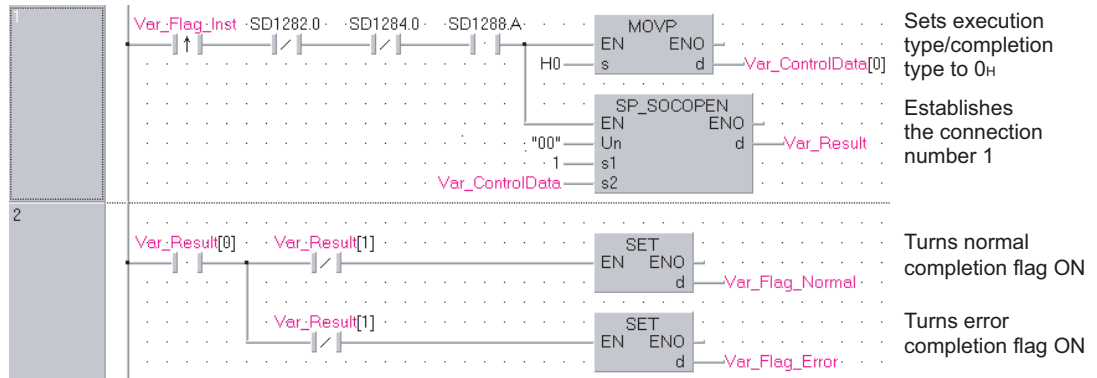 1
Var_Flag_Inst SD1282.0 SD1284.0 SD1288.A
MOVP
EN ENO
H0 s d Var_ControlData[0]
Sets execution
type/completion
type to 0H
SP_SOCOPEN
EN ENO
"00" Un d Var_Result
1 s1
Var_ControlData s2
Establishes
the connection
number 1
2
Var_Result[0] Var_Result[1]
SET
EN ENO
d Var_Flag_Normal
Turns normal
completion flag ON
Var_Result[1]
SET
EN ENO
d Var_Flag_Error
Turns error
completion flag ON